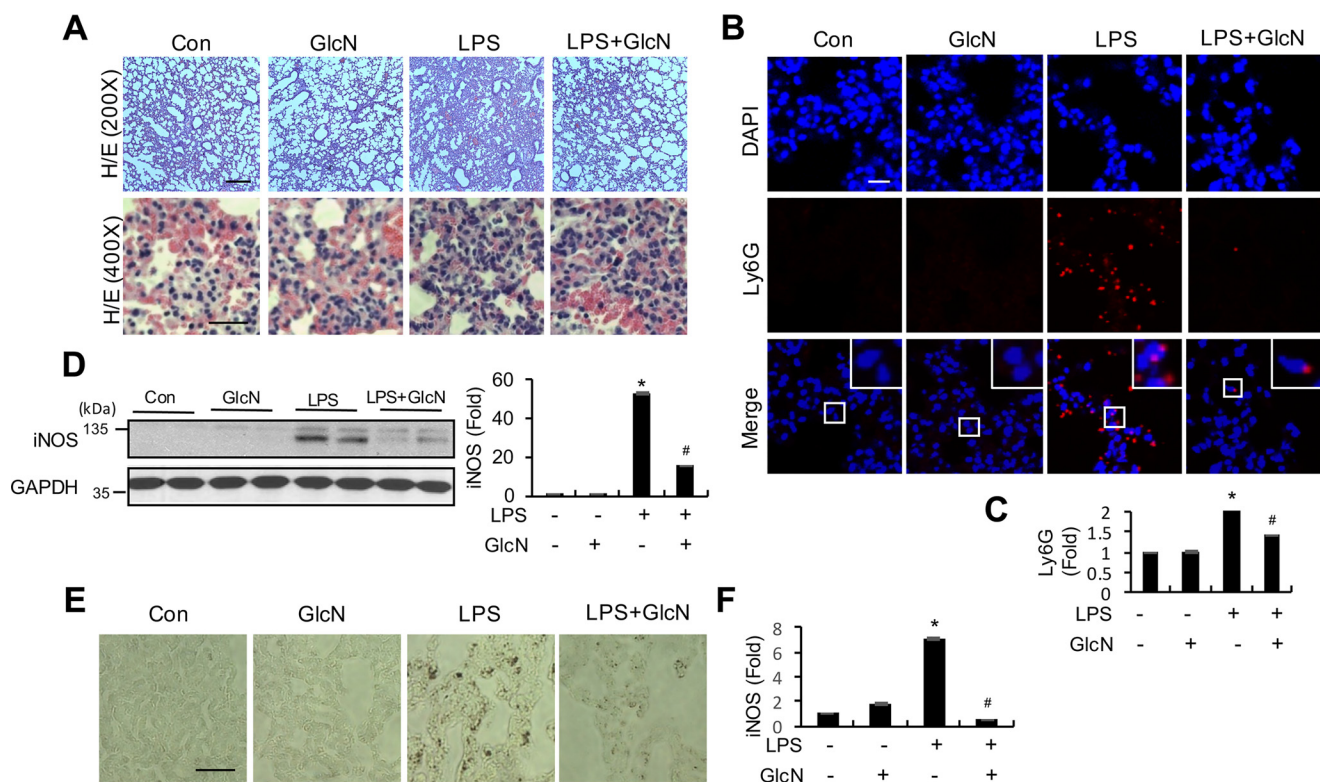 A
Con GlcN LPS LPS+GlcN
H/E (200X)
H/E (400X)
B
Con GlcN LPS LPS+GlcN
DAPI
Ly6G
Merge
D
(kDa) Con GlcN LPS LPS+GlcN
135
iNOS
GAPDH
35
iNOS (Fold)
60
40
20
0
*
#
LPS - - + +
GlcN - + - +
C
Ly6G
(Fold)
2
1.5
1
0.5
0
*
#
LPS - - + +
GlcN - + - +
E
Con GlcN LPS LPS+GlcN
F
iNOS (Fold)
8
6
4
2
0
*
#
LPS - - + +
GlcN - + - +